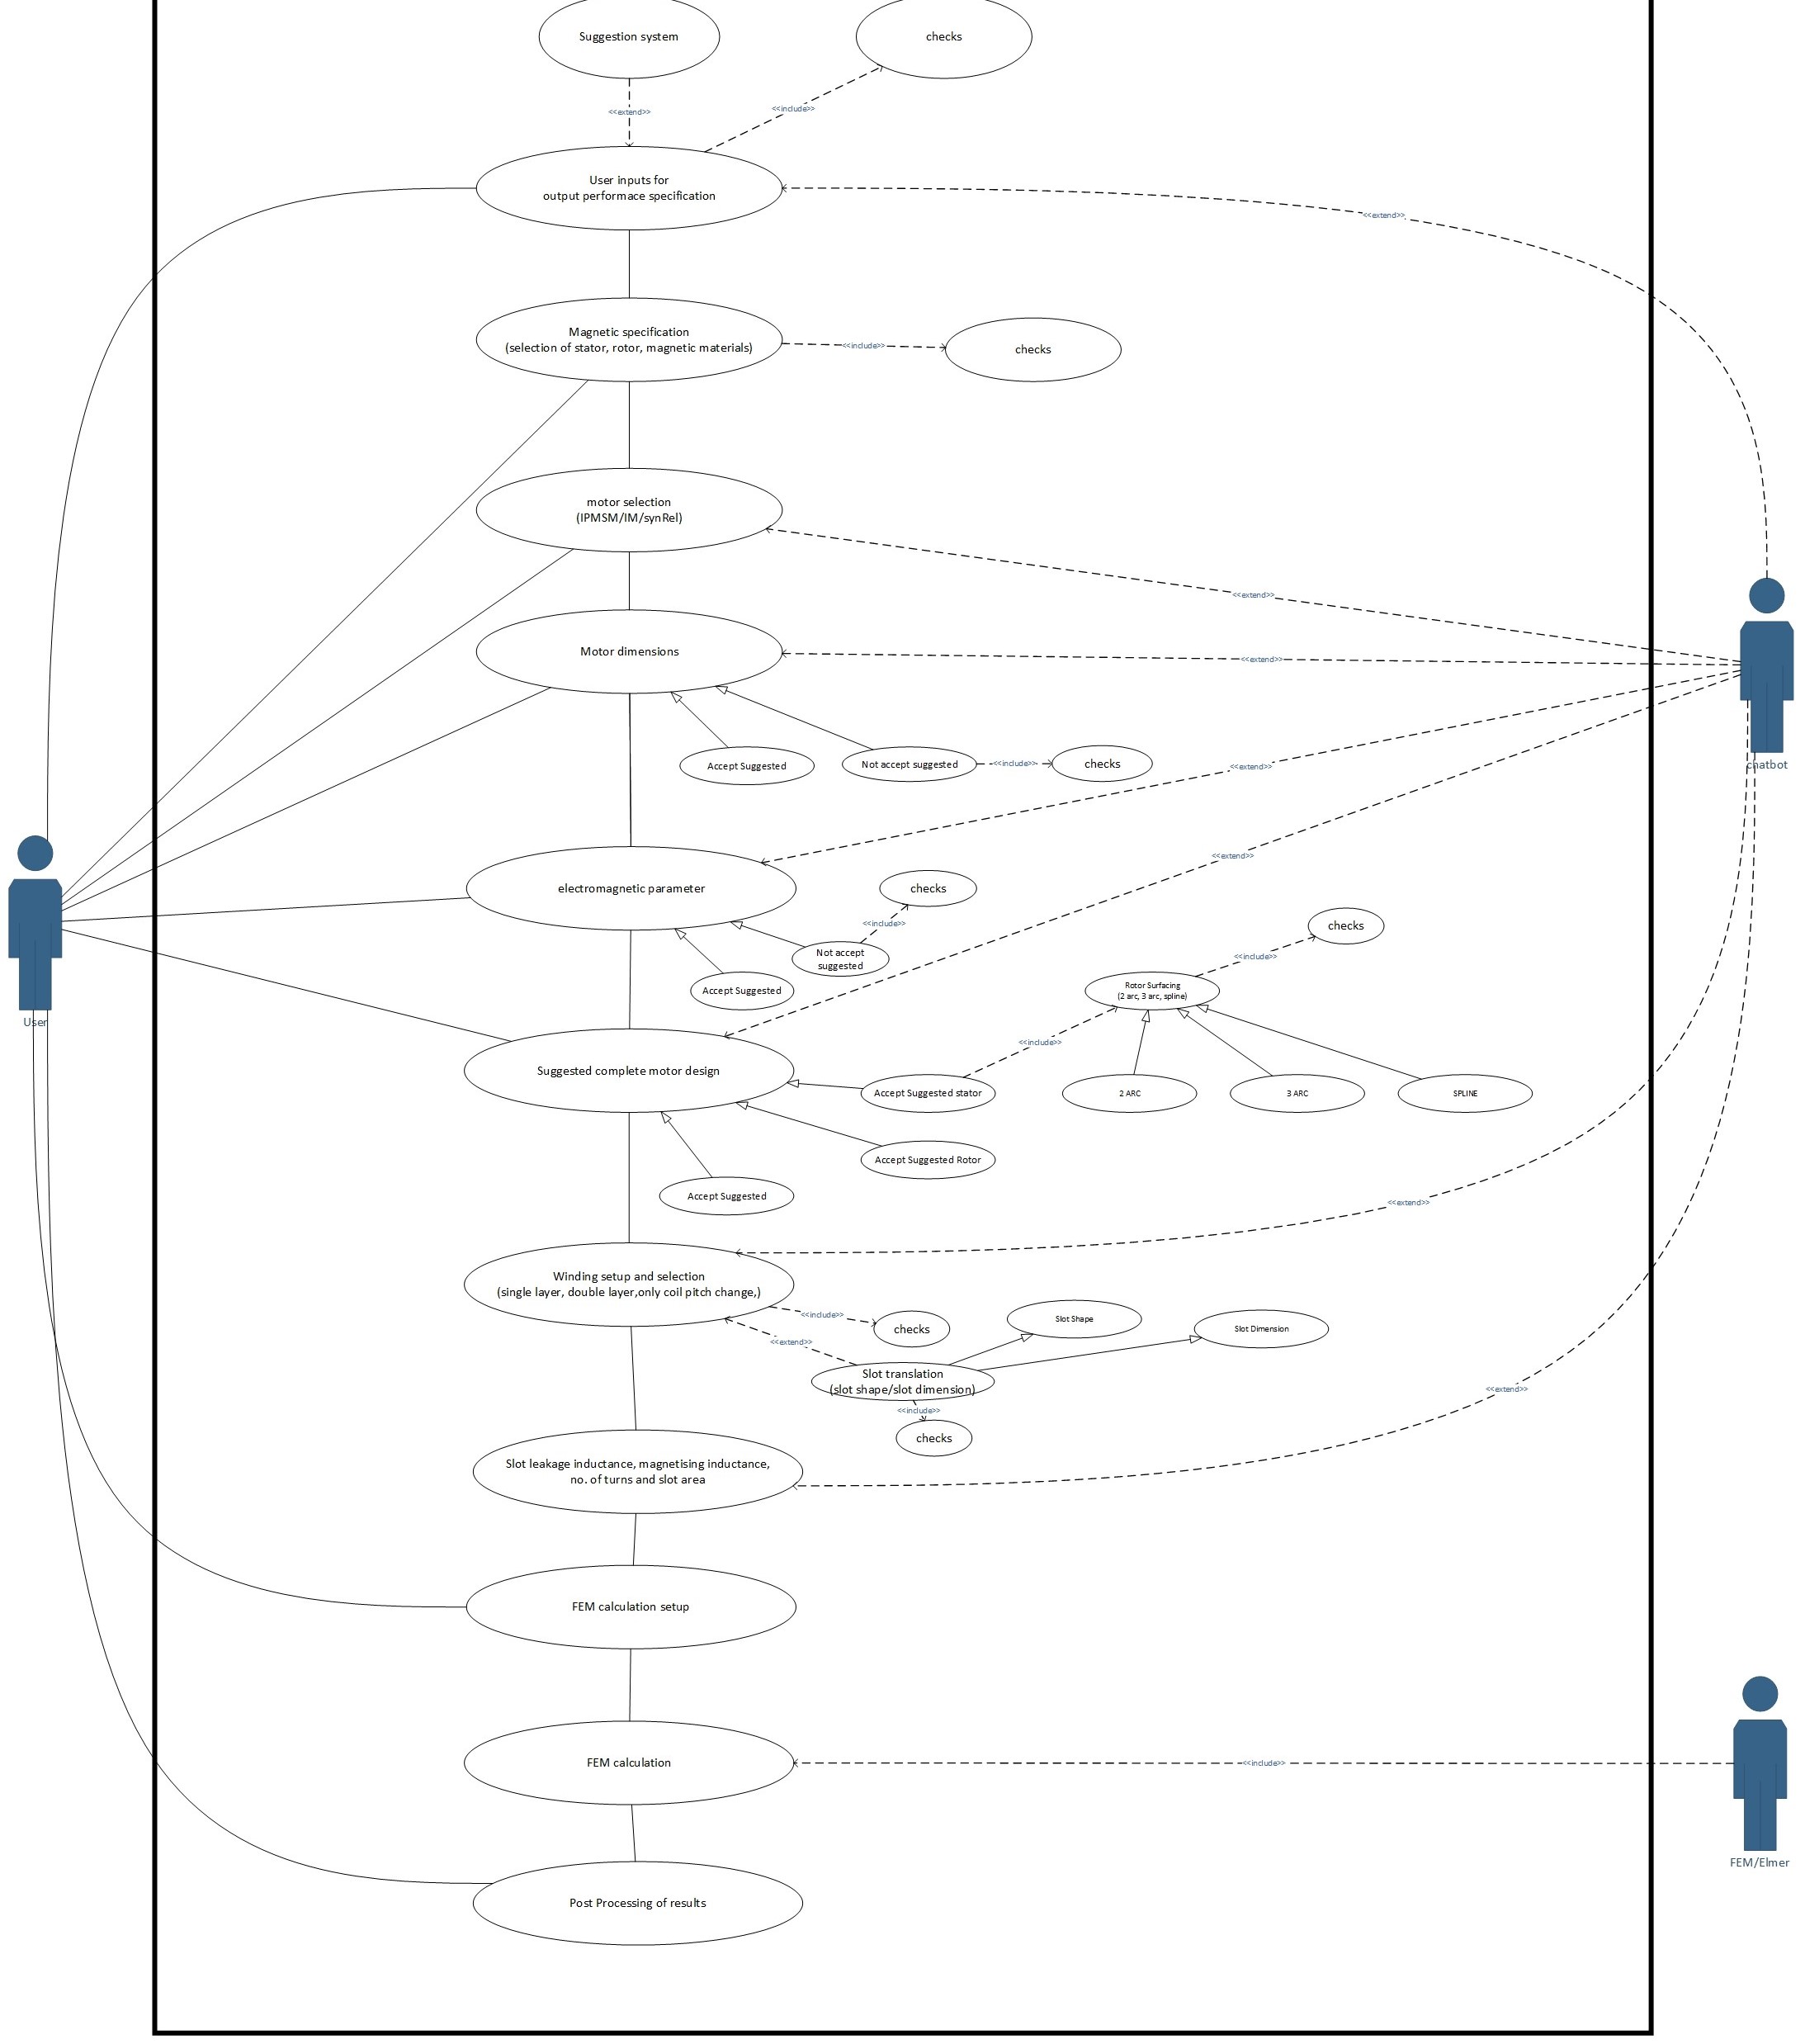 Suggestion system
checks
<<extend>>
<<include>>
User inputs for
output performace specification
<<extend>>
Magnetic specification
(selection of stator, rotor, magnetic materials)
<<include>>
checks
motor selection
(IPMSM/IM/synRel)
<<extend>>
Motor dimensions
<<extend>>
Accept Suggested
Not accept suggested
<<include>>
checks
<<extend>>
chatbot
<<extend>>
electromagnetic parameter
checks
<<include>>
Not accept
suggested
Accept Suggested
checks
<<include>>
Rotor Surfacing
(2 arc, 3 arc, spline)
User
<<include>>
Suggested complete motor design
Accept Suggested stator
2 ARC
3 ARC
SPLINE
Accept Suggested Rotor
Accept Suggested
<<extend>>
Winding setup and selection
(single layer, double layer,only coil pitch change,)
<<include>>
checks
Slot Shape
Slot Dimension
<<extend>>
Slot translation
(slot shape/slot dimension)
<<extend>>
<<include>>
checks
Slot leakage inductance, magnetising inductance,
no. of turns and slot area
FEM calculation setup
FEM calculation
<<include>>
FEM/Elmer
Post Processing of results